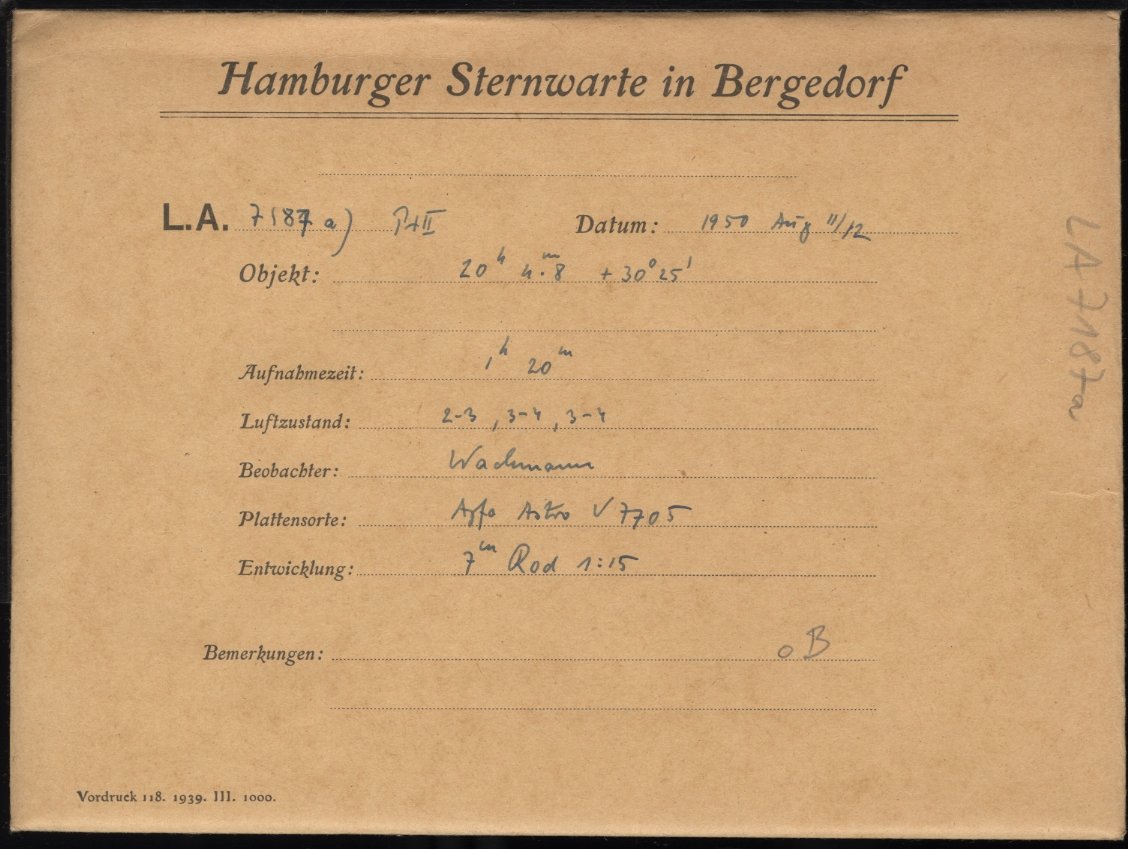 Hamburger Sternwarte in Bergedorf
L.A. 7187 a) Datum: 1950 Aug 11/12
Objekt: 20h 4m.8 +30°25'
Aufnahmezeit: 1h 20m
Luftzustand: 2-3, 3-4, 3-4
Beobachter: Wachmann
Plattensorte: Agfa Astro V 7705
Entwicklung: 7m Rod 1:15
Bemerkungen: oB
Vordruck 118. 1939. III. 1000.
LA 7187a